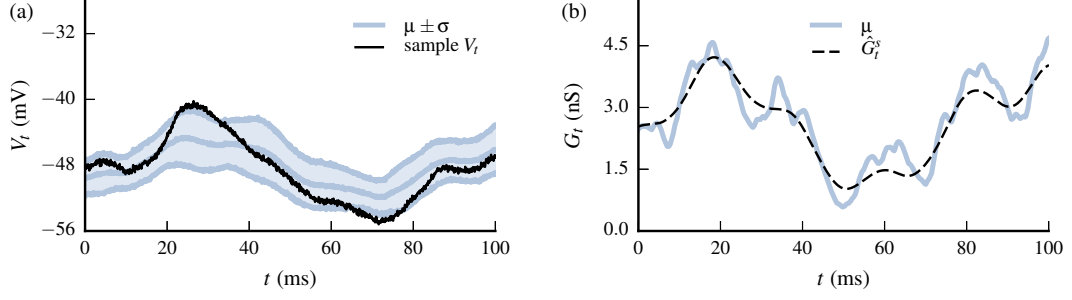 (a)
−32
−40
−48
−56
V_t (mV)
μ ± σ
sample V_t
0 20 40 60 80 100
t (ms)
(b)
4.5
3.0
1.5
0.0
G_t (nS)
μ
Ĝ_t^s
0 20 40 60 80 100
t (ms)